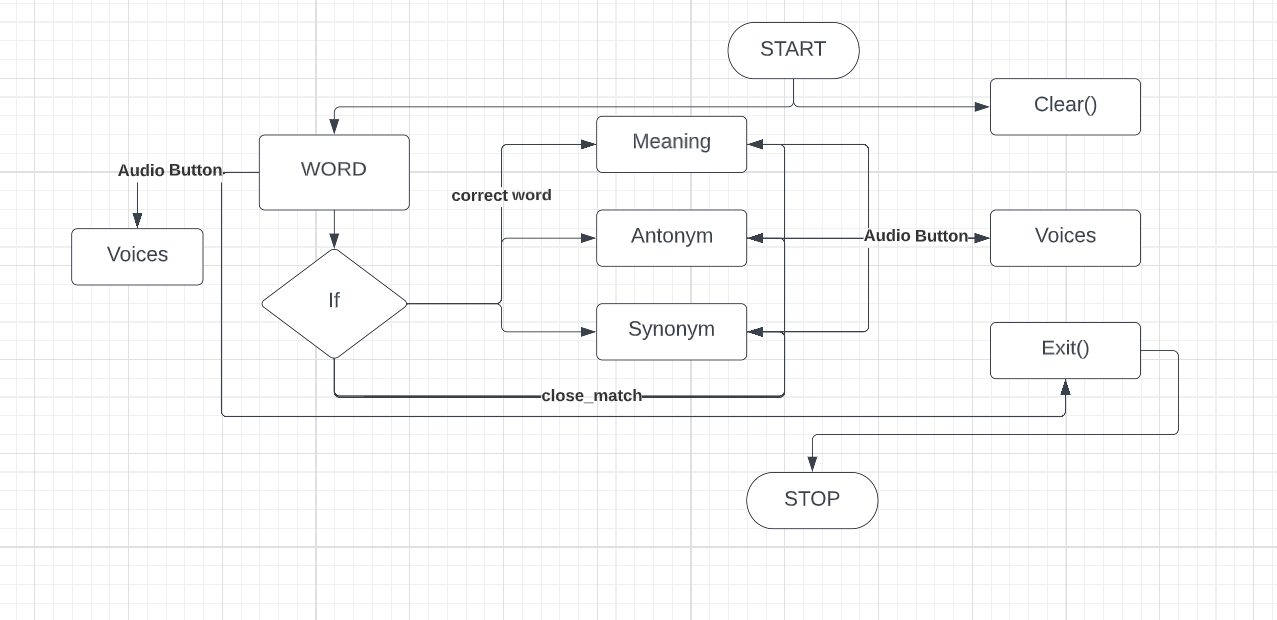 START
Clear()
Meaning
WORD
Audio Button
correct word
Antonym
Audio Button
Voices
Voices
If
Synonym
Exit()
close_match
STOP